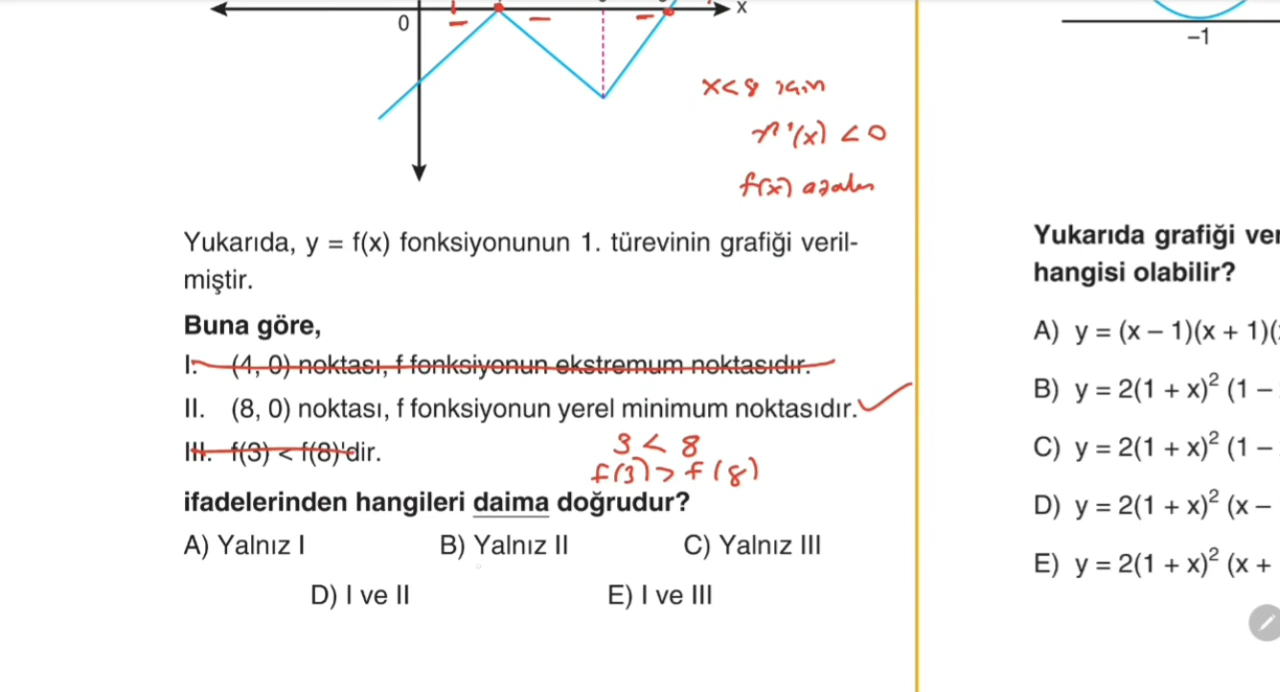 x
0
x<8 için
f'(x) <0
f(x) azalan
Yukarıda, y = f(x) fonksiyonunun 1. türevinin grafiği veril-
miştir.
Buna göre,
I. (4, 0) noktası, f fonksiyonun ekstremum noktasıdır.
II. (8, 0) noktası, f fonksiyonun yerel minimum noktasıdır.
III. f(3) < f(8)'dir.
3 < 8
f(3) > f(8)
ifadelerinden hangileri daima doğrudur?
A) Yalnız I B) Yalnız II C) Yalnız III
D) I ve II E) I ve III
–1
Yukarıda grafiği ver
hangisi olabilir?
A) y = (x – 1)(x + 1)(
B) y = 2(1 + x)² (1 –
C) y = 2(1 + x)² (1 –
D) y = 2(1 + x)² (x –
E) y = 2(1 + x)² (x +